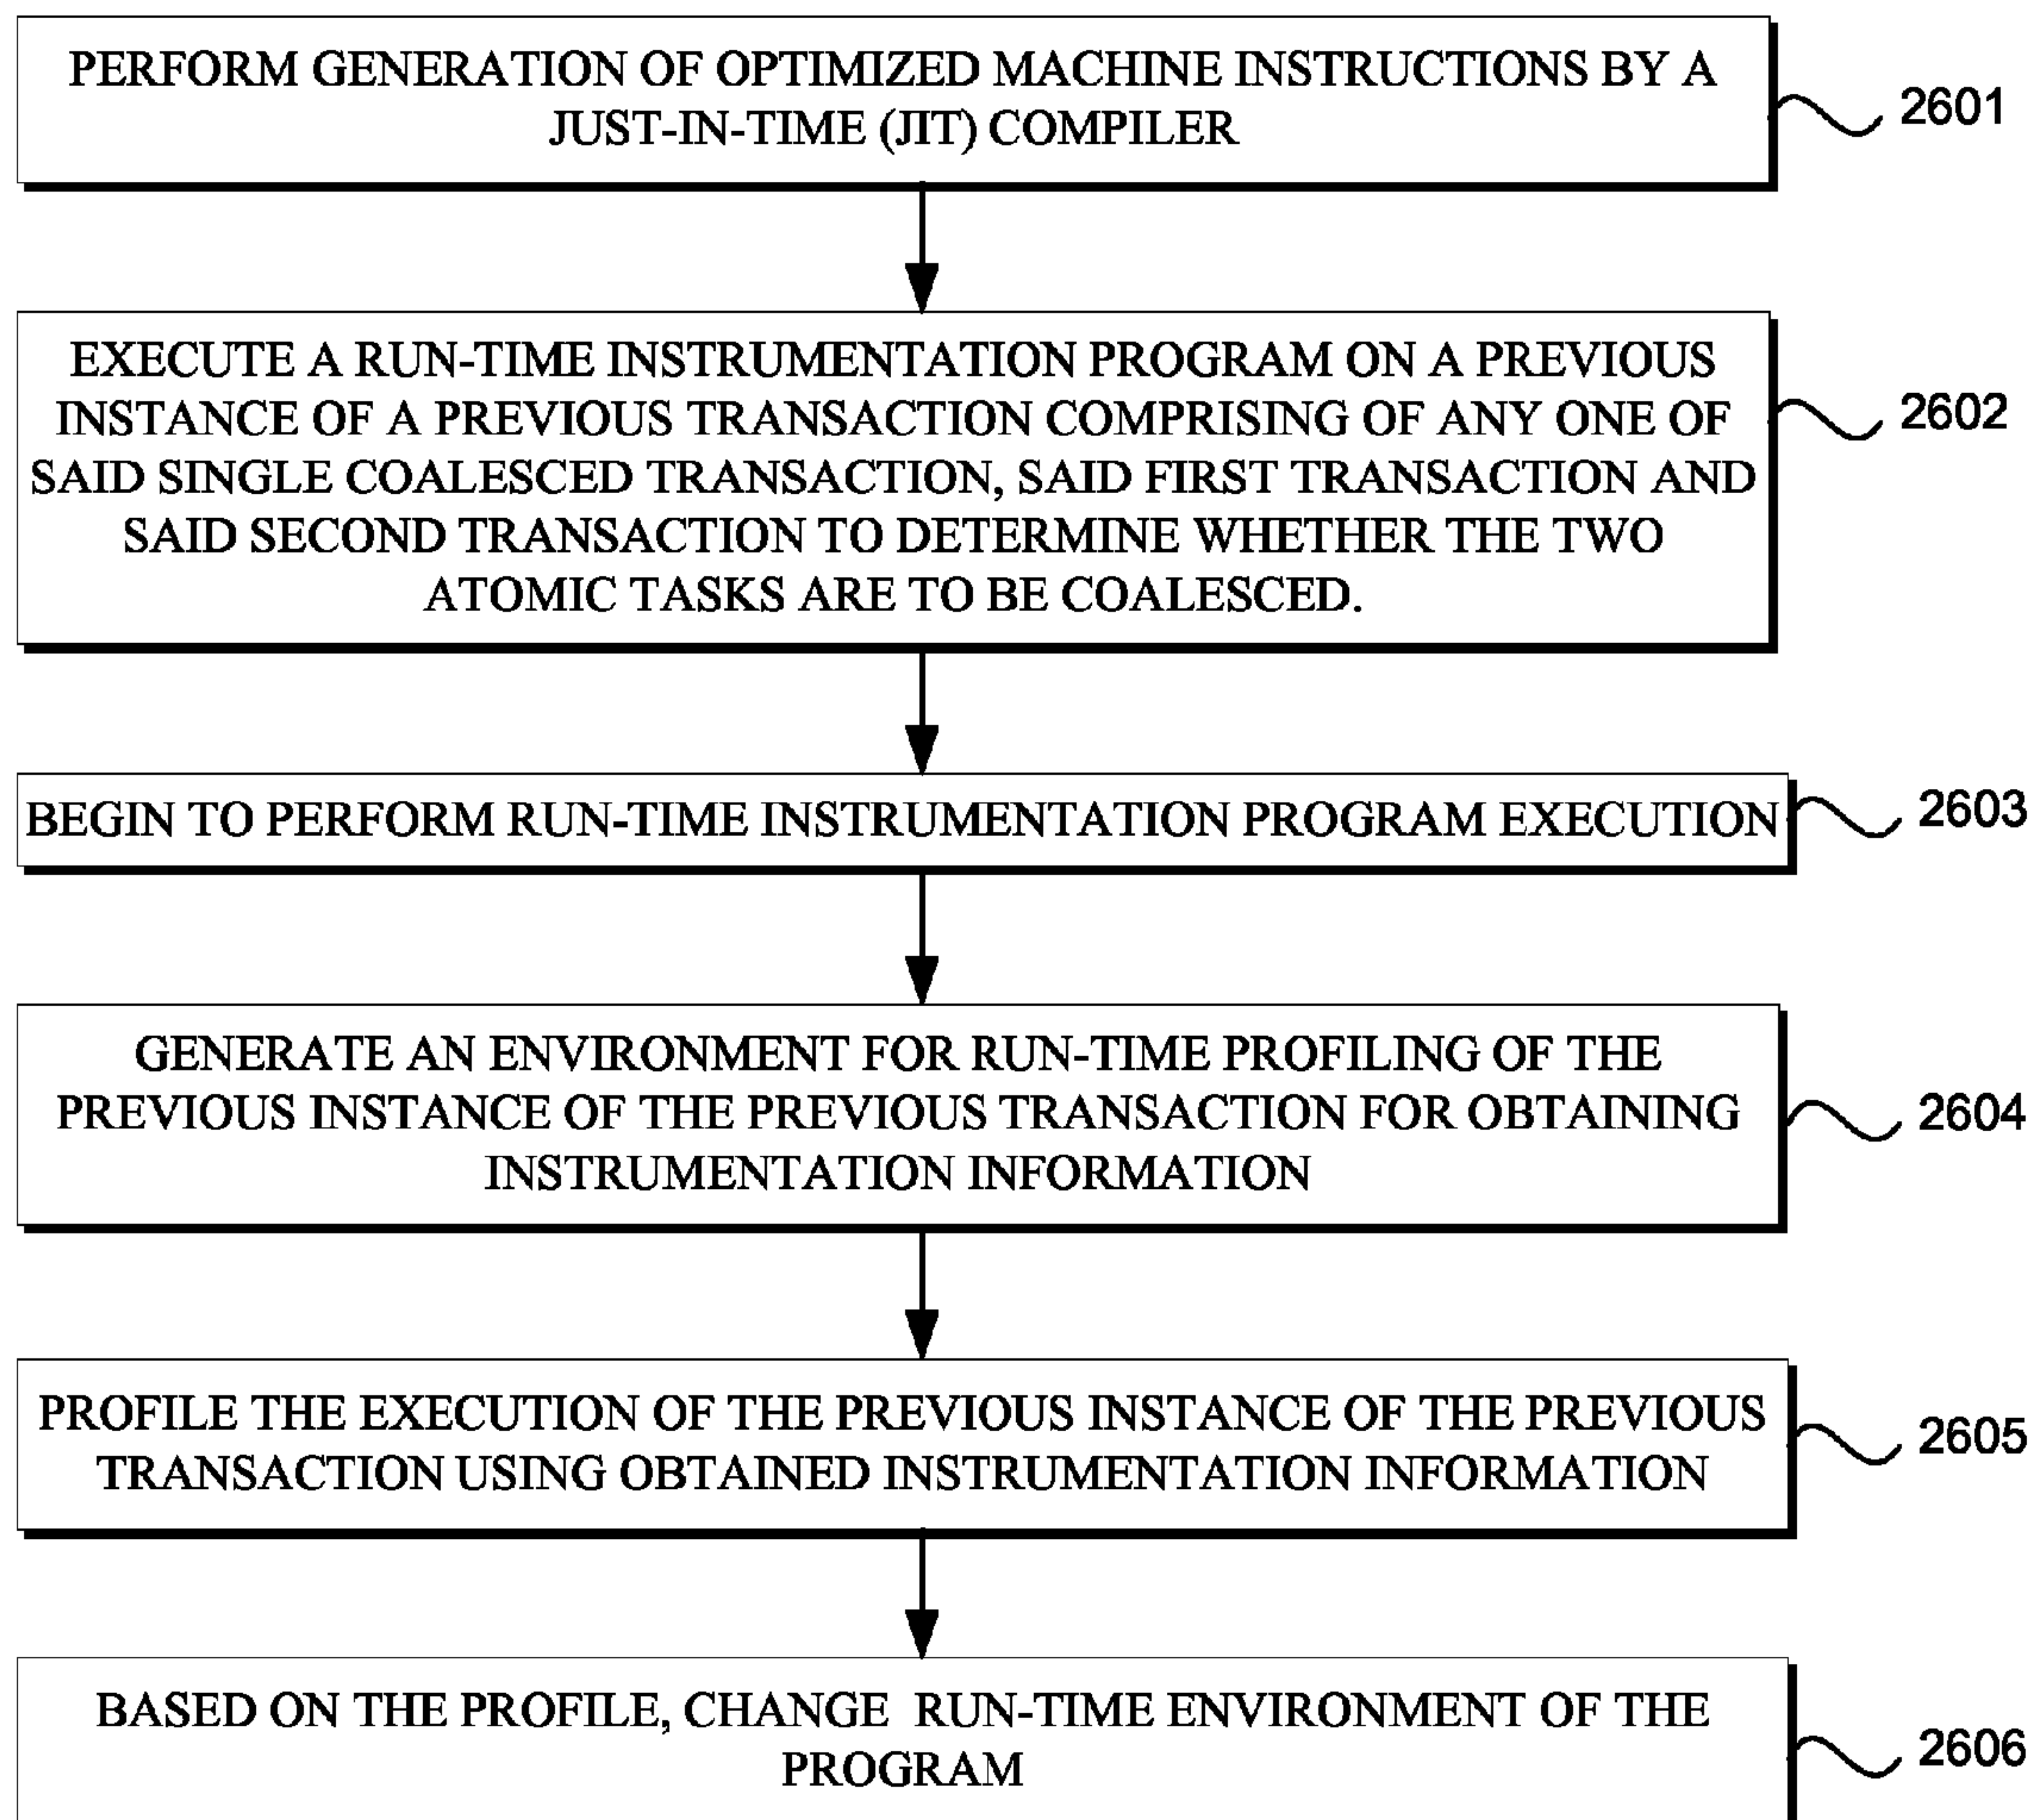 PERFORM GENERATION OF OPTIMIZED MACHINE INSTRUCTIONS BY A
JUST-IN-TIME (JIT) COMPILER
2601
EXECUTE A RUN-TIME INSTRUMENTATION PROGRAM ON A PREVIOUS
INSTANCE OF A PREVIOUS TRANSACTION COMPRISING OF ANY ONE OF
SAID SINGLE COALESCED TRANSACTION, SAID FIRST TRANSACTION AND
SAID SECOND TRANSACTION TO DETERMINE WHETHER THE TWO
ATOMIC TASKS ARE TO BE COALESCED.
2602
BEGIN TO PERFORM RUN-TIME INSTRUMENTATION PROGRAM EXECUTION
2603
GENERATE AN ENVIRONMENT FOR RUN-TIME PROFILING OF THE
PREVIOUS INSTANCE OF THE PREVIOUS TRANSACTION FOR OBTAINING
INSTRUMENTATION INFORMATION
2604
PROFILE THE EXECUTION OF THE PREVIOUS INSTANCE OF THE PREVIOUS
TRANSACTION USING OBTAINED INSTRUMENTATION INFORMATION
2605
BASED ON THE PROFILE, CHANGE RUN-TIME ENVIRONMENT OF THE
PROGRAM
2606